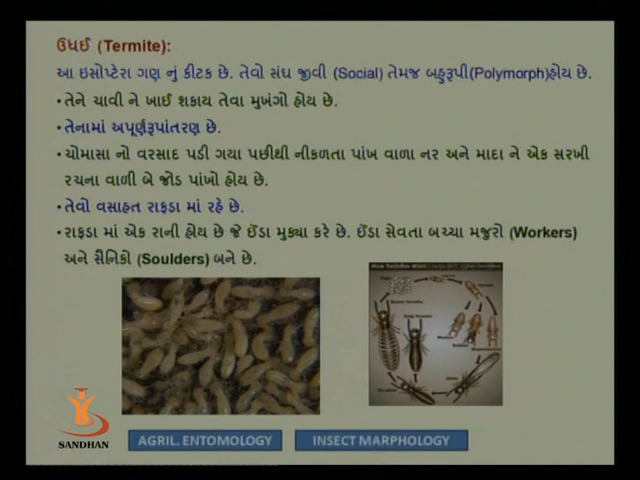 ઉધઈ (Termite):
આ ઇસોપ્ટેરા ગણ નું કીટક છે. તેવો સંઘ જીવી (Social) તેમજ બહુરૂપી(Polymorph)હોય છે.
• તેને ચાવી ને ખાઈ શકાય તેવા મુખંગો હોય છે.
• તેનામાં અપૂર્ણરૂપાંતરણ છે.
• ચોમાસા નો વરસાદ પડી ગયા પછીથી નીકળતા પાંખ વાળા નર અને માદા ને એક સરખી
રચના વાળી બે જોડ પાંખો હોય છે.
• તેવો વસાહત રાફડા માં રહે છે.
• રાફડા માં એક રાની હોય છે જે ઈંડા મુક્યા કરે છે. ઈંડા સેવતા બચ્ચા મજુરો (Workers)
અને સૈનિકો (Soulders) બને છે.
SANDHAN
AGRIL. ENTOMOLOGY
INSECT MARPHOLOGY